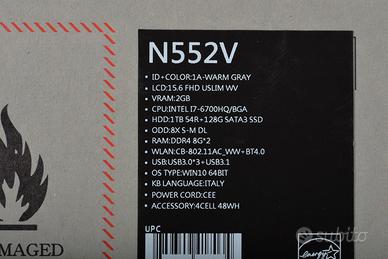 N552V
• ID+COLOR:1A-WARM GRAY
• LCD:15.6 FHD USLIM WV
• VRAM:2GB
• CPU:INTEL I7-6700HQ/BGA
• HDD:1TB 54R+128G SATA3 SSD
• ODD:8X S-M DL
• RAM:DDR4 8G*2
• WLAN:CB-802.11AC_WW+BT4.0
• USB:USB3.0*3+USB3.1
• OS TYPE:WIN10 64BIT
• KB LANGUAGE:ITALY
• POWER CORD:CEE
• ACCESSORY:4CELL 48WH
UPC
AMAGED
subito
energy